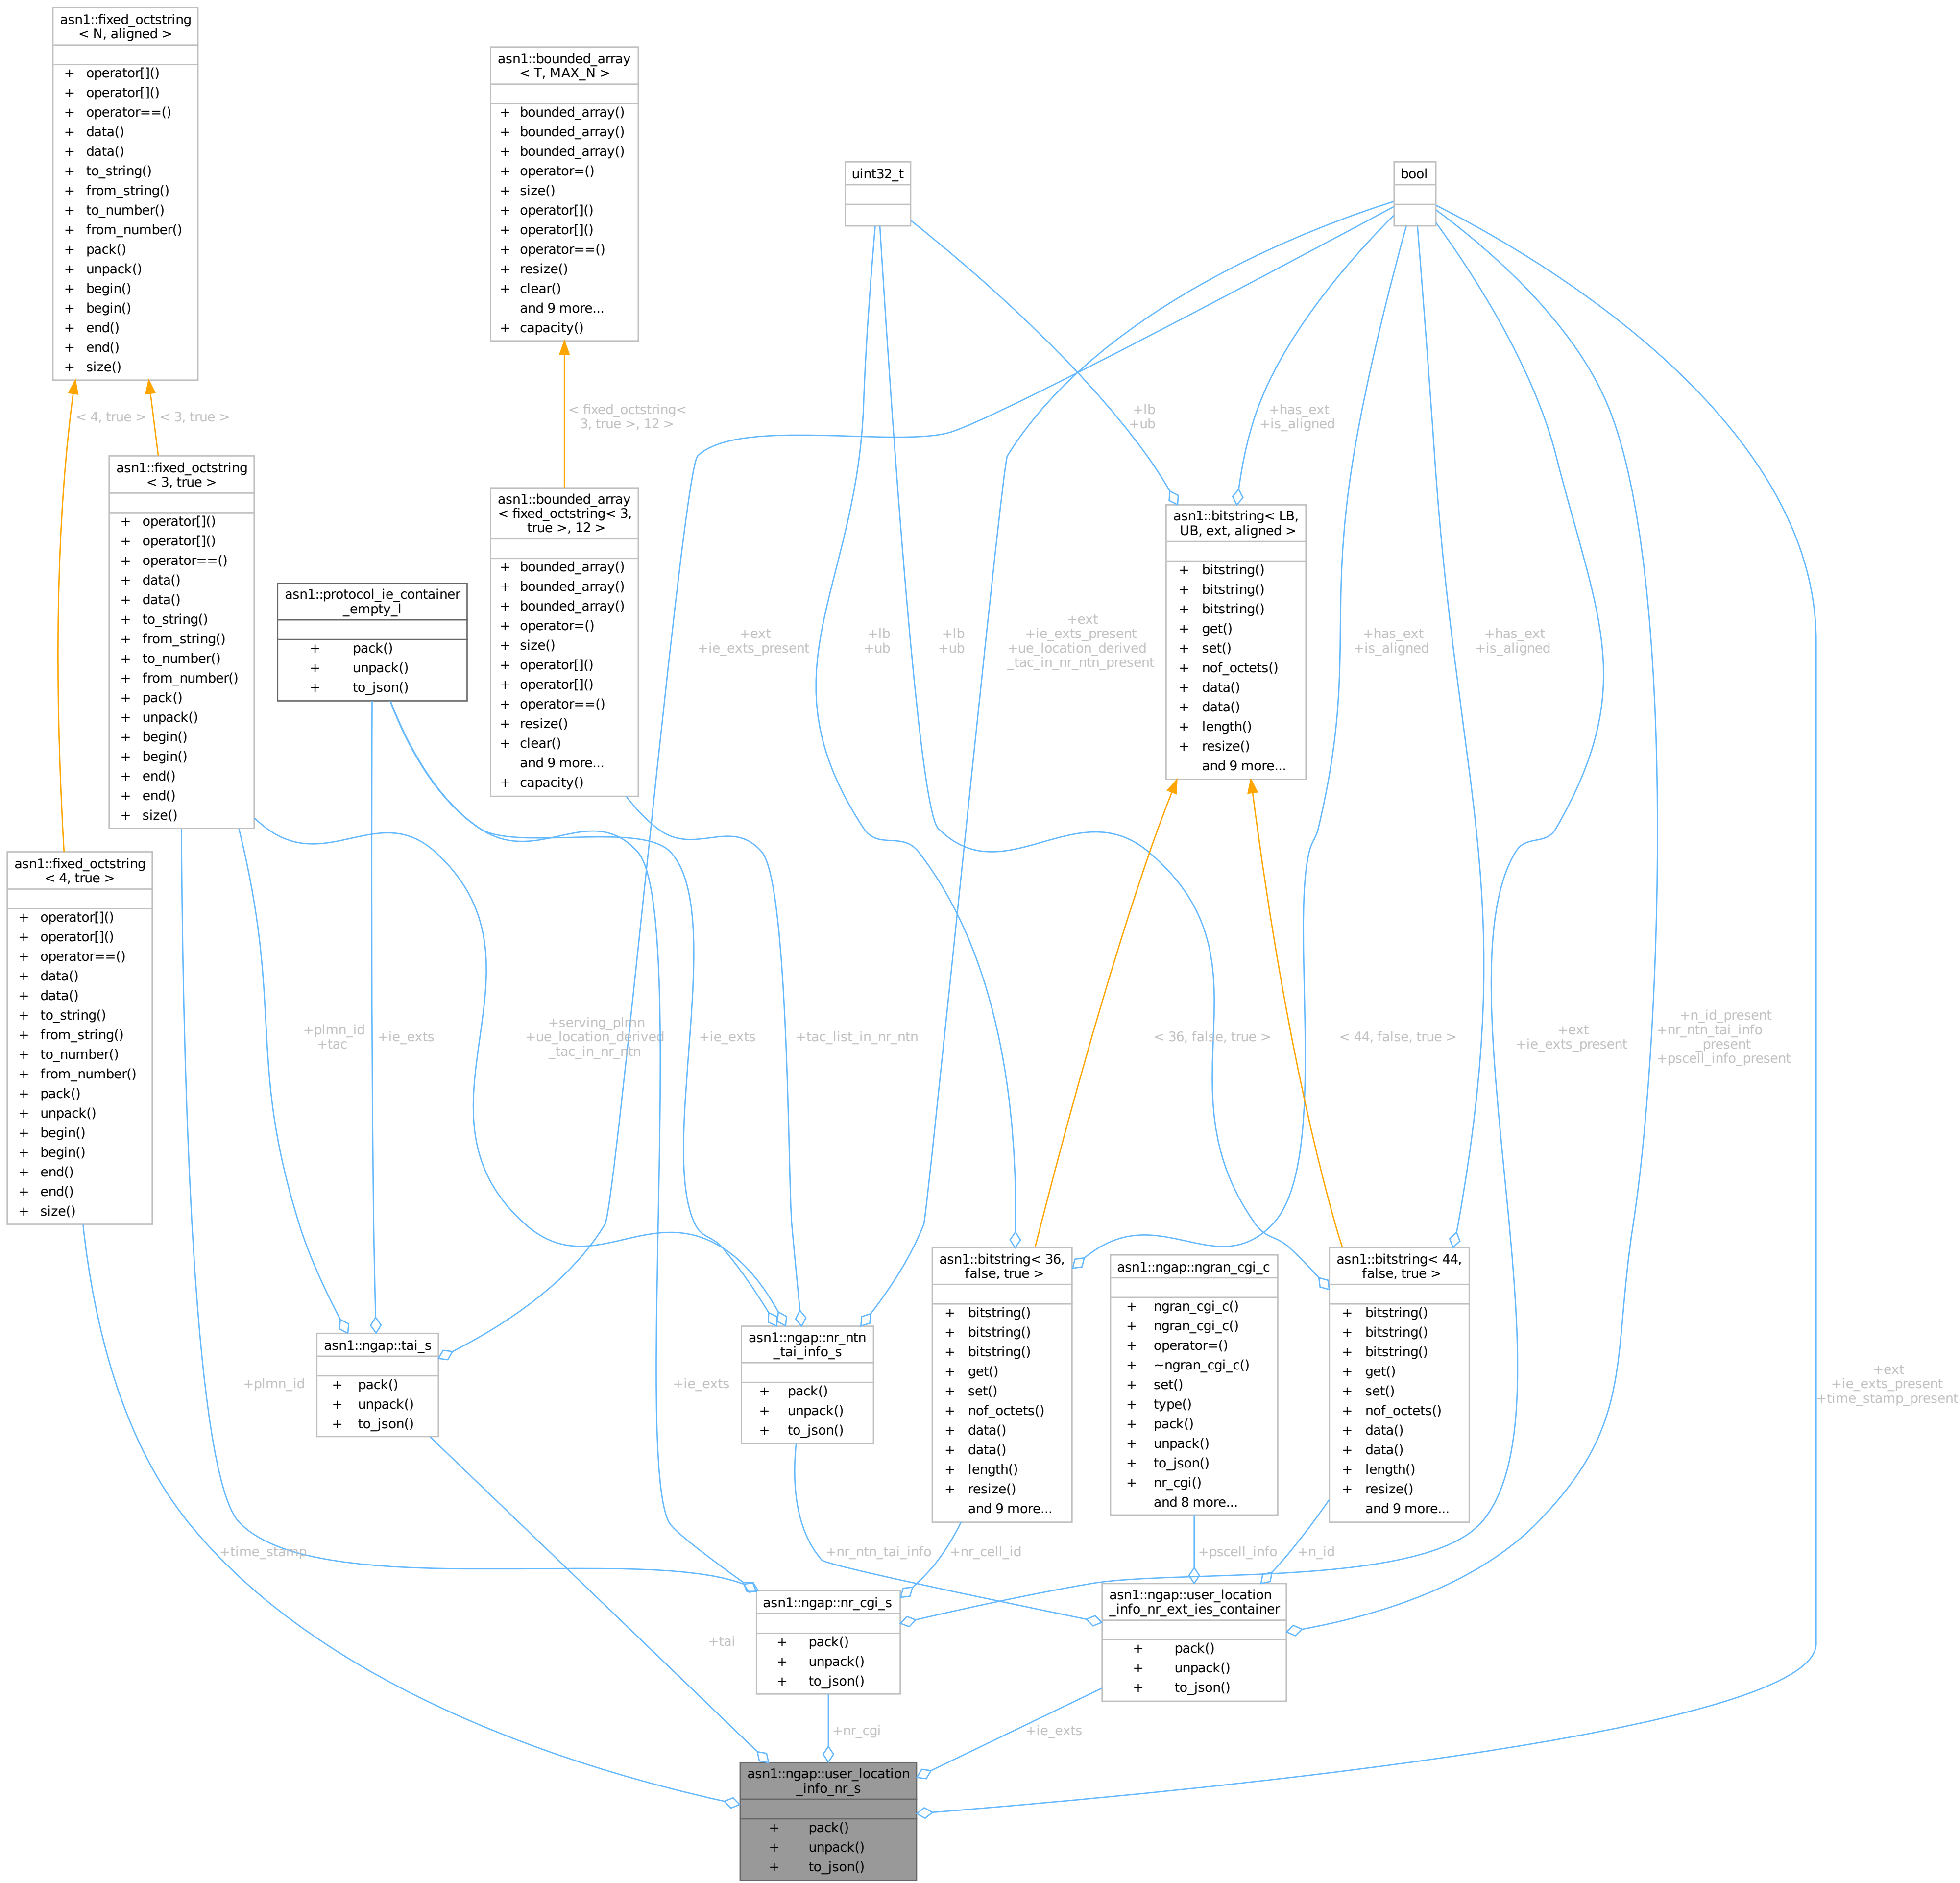 asn1::fixed_octstring
< N, aligned >
+ operator[]()
+ operator[]()
+ operator==()
+ data()
+ data()
+ to_string()
+ from_string()
+ to_number()
+ from_number()
+ pack()
+ unpack()
+ begin()
+ begin()
+ end()
+ end()
+ size()
asn1::bounded_array
< T, MAX_N >
+ bounded_array()
+ bounded_array()
+ bounded_array()
+ operator=()
+ size()
+ operator[]()
+ operator[]()
+ operator==()
+ resize()
+ clear()
and 9 more...
+ capacity()
uint32_t
bool
< 4, true >
< 3, true >
< fixed_octstring<
3, true >, 12 >
+lb
+ub
+has_ext
+is_aligned
asn1::fixed_octstring
< 3, true >
+ operator[]()
+ operator[]()
+ operator==()
+ data()
+ data()
+ to_string()
+ from_string()
+ to_number()
+ from_number()
+ pack()
+ unpack()
+ begin()
+ begin()
+ end()
+ end()
+ size()
asn1::protocol_ie_container
_empty_l
+ pack()
+ unpack()
+ to_json()
asn1::bounded_array
< fixed_octstring< 3,
true >, 12 >
+ bounded_array()
+ bounded_array()
+ bounded_array()
+ operator=()
+ size()
+ operator[]()
+ operator[]()
+ operator==()
+ resize()
+ clear()
and 9 more...
+ capacity()
+ext
+ie_exts_present
+lb
+ub
+lb
+ub
+ext
+ie_exts_present
+ue_location_derived
_tac_in_nr_ntn_present
asn1::bitstring< LB,
UB, ext, aligned >
+ bitstring()
+ bitstring()
+ bitstring()
+ get()
+ set()
+ nof_octets()
+ data()
+ data()
+ length()
+ resize()
and 9 more...
+has_ext
+is_aligned
+has_ext
+is_aligned
asn1::fixed_octstring
< 4, true >
+ operator[]()
+ operator[]()
+ operator==()
+ data()
+ data()
+ to_string()
+ from_string()
+ to_number()
+ from_number()
+ pack()
+ unpack()
+ begin()
+ begin()
+ end()
+ end()
+ size()
+plmn_id
+tac
+ie_exts
+serving_plmn
+ue_location_derived
_tac_in_nr_ntn
+ie_exts
+tac_list_in_nr_ntn
< 36, false, true >
< 44, false, true >
+ext
+ie_exts_present
+n_id_present
+nr_ntn_tai_info
_present
+pscell_info_present
asn1::ngap::tai_s
+ pack()
+ unpack()
+ to_json()
asn1::ngap::nr_ntn
_tai_info_s
+ pack()
+ unpack()
+ to_json()
asn1::bitstring< 36,
false, true >
+ bitstring()
+ bitstring()
+ bitstring()
+ get()
+ set()
+ nof_octets()
+ data()
+ data()
+ length()
+ resize()
and 9 more...
asn1::ngap::ngran_cgi_c
+ ngran_cgi_c()
+ ngran_cgi_c()
+ operator=()
+ ~ngran_cgi_c()
+ set()
+ type()
+ pack()
+ unpack()
+ to_json()
+ nr_cgi()
and 8 more...
asn1::bitstring< 44,
false, true >
+ bitstring()
+ bitstring()
+ bitstring()
+ get()
+ set()
+ nof_octets()
+ data()
+ data()
+ length()
+ resize()
and 9 more...
+plmn_id
+ie_exts
+ext
+ie_exts_present
+time_stamp_present
+time_stamp
+nr_ntn_tai_info
+nr_cell_id
+pscell_info
+n_id
asn1::ngap::nr_cgi_s
+ pack()
+ unpack()
+ to_json()
asn1::ngap::user_location
_info_nr_ext_ies_container
+ pack()
+ unpack()
+ to_json()
+tai
+nr_cgi
+ie_exts
asn1::ngap::user_location
_info_nr_s
+ pack()
+ unpack()
+ to_json()